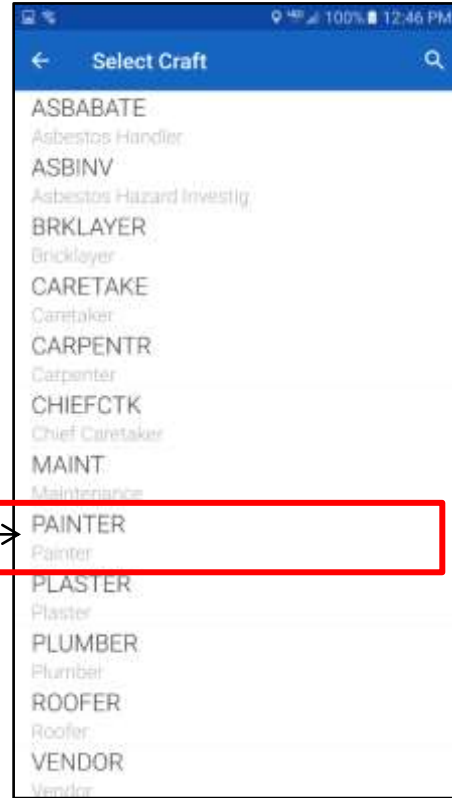 100% 12:46 PM
Select Craft
ASBABATE
Asbestos Handler
ASBINV
Asbestos Hazard Investig
BRKLAYER
Bricklayer
CARETAKE
Caretaker
CARPENTR
Carpenter
CHIEFCTK
Chief Caretaker
MAINT
Maintenance
PAINTER
Painter
PLASTER
Plaster
PLUMBER
Plumber
ROOFER
Roofer
VENDOR
Vendor